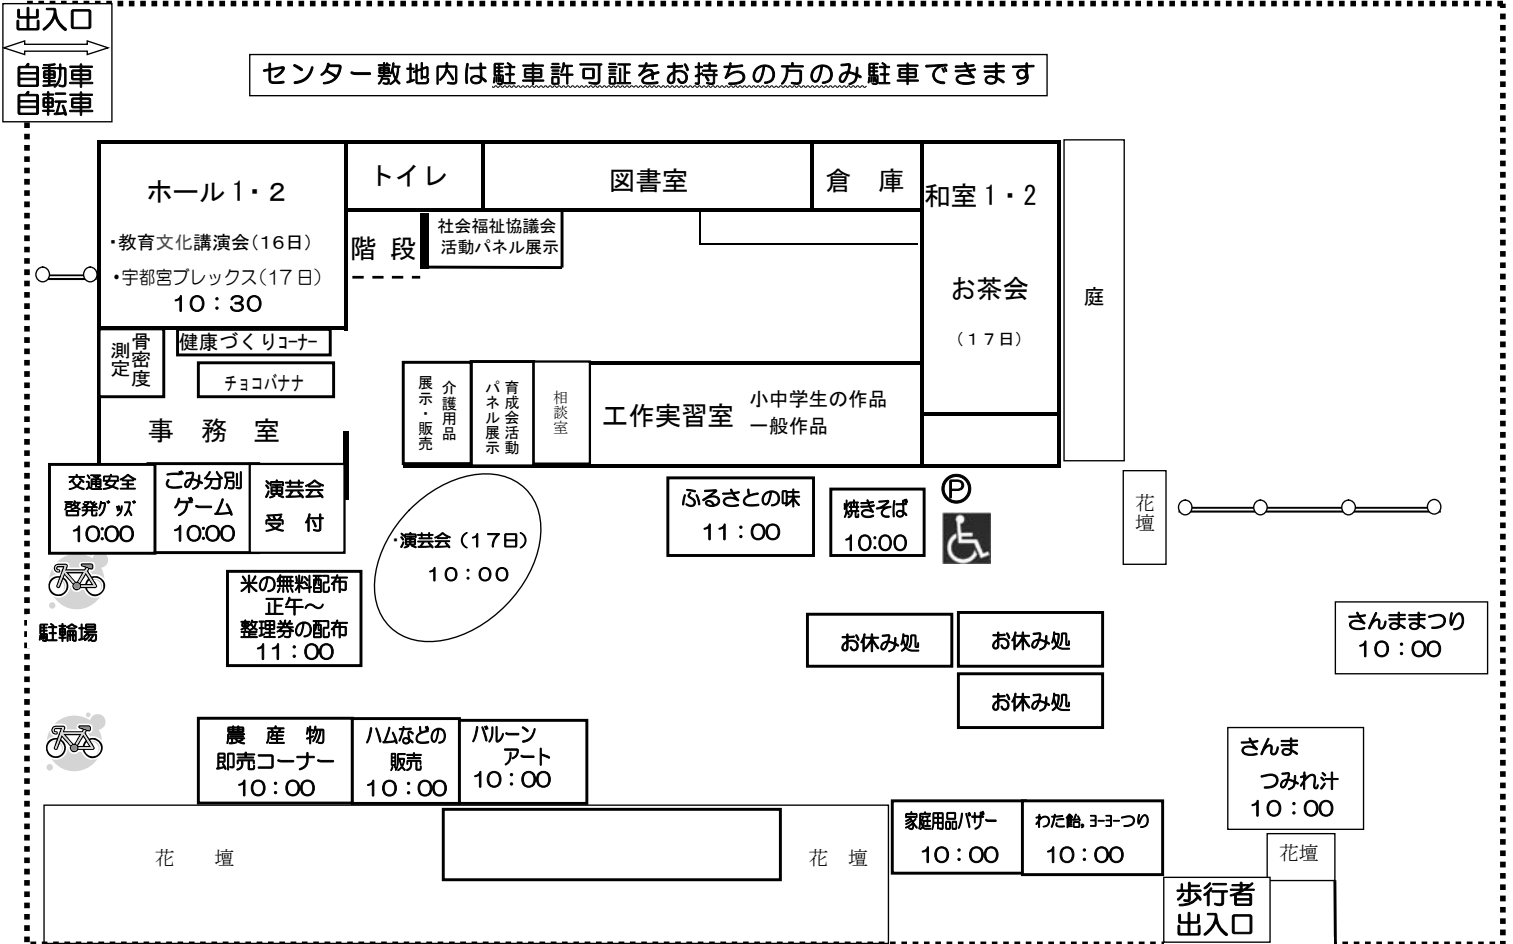 出入口
自動車
自転車
センター敷地内は駐車許可証をお持ちの方のみ駐車できます
ホール1・2
・教育文化講演会(16日)
・宇都宮ブレックス(17日)
10：30
トイレ
図書室
倉 庫
和室1・2
お茶会
(17日)
庭
階 段
社会福祉協議会
活動パネル展示
骨密度
測定
健康づくりｺｰﾅｰ
チョコバナナ
事 務 室
介護用品
展示・販売
育成会活動
パネル展示
相談室
工作実習室
小中学生の作品
一般作品
交通安全
啓発ｸﾞｯｽﾞ
10:00
ごみ分別
ゲーム
10:00
演芸会
受 付
・演芸会(17日)
10：00
ふるさとの味
11：00
焼きそば
10:00
P
花壇
駐輪場
米の無料配布
正午～
整理券の配布
11：00
お休み処
お休み処
お休み処
さんままつり
10：00
農 産 物
即売コーナー
10：00
ハムなどの
販売
10：00
バルーン
アート
10：00
さんま
つみれ汁
10：00
花 壇
花 壇
家庭用品バザー
10：00
わた飴,ﾖｰﾖｰつり
10：00
花壇
歩行者
出入口